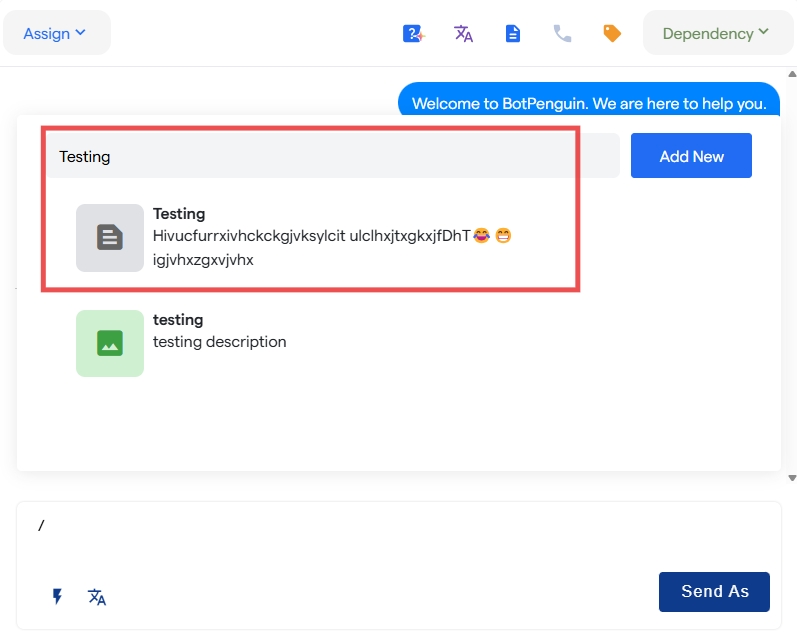 Assign
Dependency
Welcome to BotPenguin. We are here to help you.
Testing
Add New
Testing
Hivucfurrxivhckckgjvksylcit ulclhxjtxgkxjfDhT😂 😁
igjvhxzgxvjvhx
testing
testing description
/
Send As